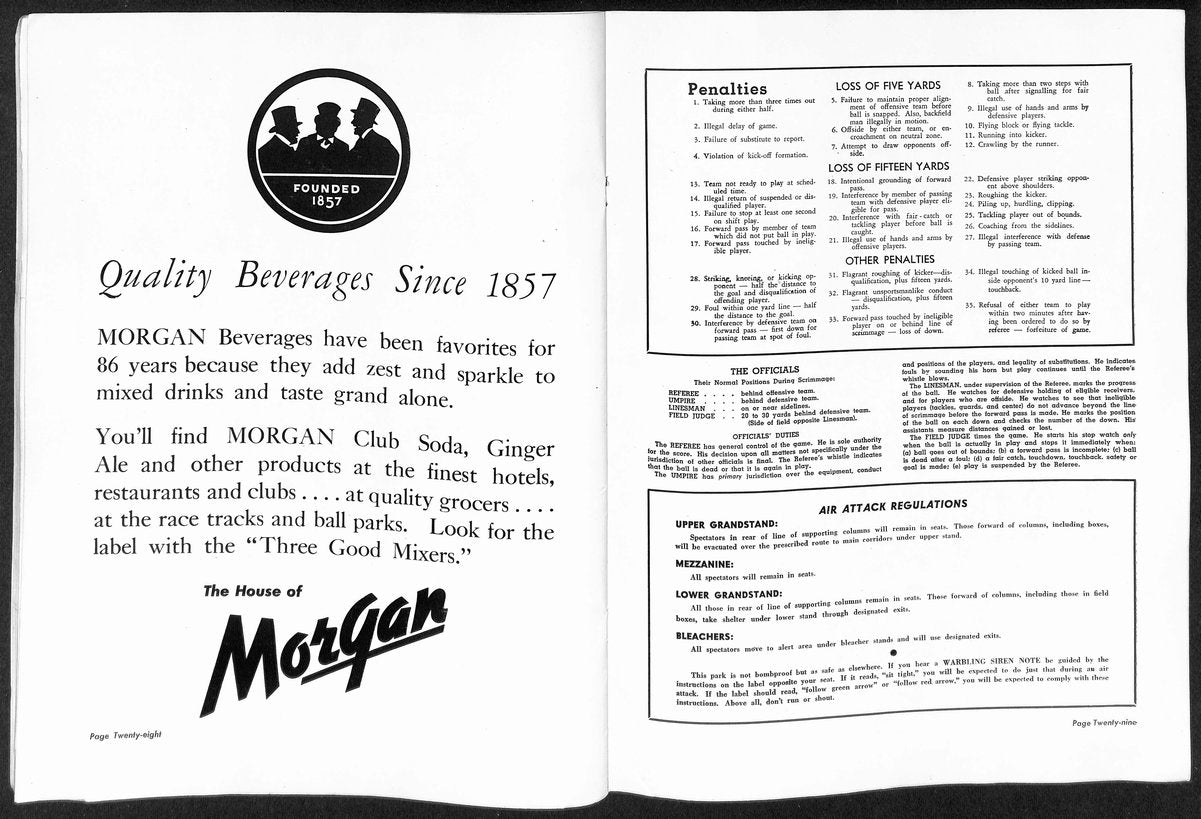 FOUNDED
1857
Quality Beverages Since 1857
MORGAN Beverages have been favorites for
86 years because they add zest and sparkle to
mixed drinks and taste grand alone.
You'll find MORGAN Club Soda, Ginger
Ale and other products at the finest hotels,
restaurants and clubs . . . . at quality grocers . . . .
at the race tracks and ball parks. Look for the
label with the "Three Good Mixers."
The House of
Morgan
Page Twenty-eight
Penalties
1. Taking more than three times out
during either half.
2. Illegal delay of game.
3. Failure of substitute to report.
4. Violation of kick-off formation.
LOSS OF FIVE YARDS
5. Failure to maintain proper align-
ment of offensive team before
ball is snapped. Also, backfield
man illegally in motion.
6. Offside by either team, or en-
croachment on neutral zone.
7. Attempt to draw opponents off-
side.
8. Taking more than two steps with
ball after signalling for fair
catch.
9. Illegal use of hands and arms by
defensive players.
10. Flying block or flying tackle.
11. Running into kicker.
12. Crawling by the runner.
LOSS OF FIFTEEN YARDS
13. Team not ready to play at sched-
uled time.
14. Illegal return of suspended or dis-
qualified player.
15. Failure to stop at least one second
on shift play.
16. Forward pass by member of team
which did not put ball in play.
17. Forward pass touched by inelig-
ible player.
18. Intentional grounding of forward
pass.
19. Interference by member of passing
team with defensive player eli-
gible for pass.
20. Interference with fair-catch or
tackling player before ball is
caught.
21. Illegal use of hands and arms by
offensive players.
22. Defensive player striking oppon-
ent above shoulders.
23. Roughing the kicker.
24. Piling up, hurdling, clipping.
25. Tackling player out of bounds.
26. Coaching from the sidelines.
27. Illegal interference with defense
by passing team.
OTHER PENALTIES
28. Striking, kneeing, or kicking op-
ponent — half the distance to
the goal and disqualification of
offending player.
29. Foul within one yard line — half
the distance to the goal.
30. Interference by defensive team on
forward pass — first down for
passing team at spot of foul.
31. Flagrant roughing of kicker—dis-
qualification, plus fifteen yards.
32. Flagrant unsportsmanlike conduct
— disqualification, plus fifteen
yards.
33. Forward pass touched by ineligible
player on or behind line of
scrimmage — loss of down.
34. Illegal touching of kicked ball in-
side opponent's 10 yard line—
touchback.
35. Refusal of either team to play
within two minutes after hav-
ing been ordered to do so by
referee — forfeiture of game.
THE OFFICIALS
Their Normal Positions During Scrimmage:
REFEREE . . . . behind offensive team.
UMPIRE . . . . behind defensive team.
LINESMAN . . . on or near sidelines.
FIELD JUDGE . . 20 to 30 yards behind defensive team.
(Side of field opposite Linesman).
OFFICIALS' DUTIES
The REFEREE has general control of the game. He is sole authority
for the score. His decision upon all matters not specifically under the
jurisdiction of other officials is final. The Referee's whistle indicates
that the ball is dead or that it is again in play.
The UMPIRE has primary jurisdiction over the equipment, conduct
and positions of the players, and legality of substitutions. He indicates
fouls by sounding his horn but play continues until the Referee's
whistle blows.
The LINESMAN, under supervision of the Referee, marks the progress
of the ball. He watches for defensive holding of eligible receivers,
and for players who are offside. He watches to see that ineligible
players (tackles, guards, and center) do not advance beyond the line
of scrimmage before the forward pass is made. He marks the position
of the ball on each down and checks the number of the down. His
assistants measure distances gained or lost.
The FIELD JUDGE times the game. He starts his stop watch only
when the ball is actually in play and stops it immediately when:
(a) ball goes out of bounds; (b) a forward pass is incomplete; (c) ball
is dead after a foul; (d) a fair catch, touchdown, touchback, safety or
goal is made; (e) play is suspended by the Referee.
AIR ATTACK REGULATIONS
UPPER GRANDSTAND:
Spectators in rear of line of supporting columns will remain in seats. Those forward of columns, including boxes,
will be evacuated over the prescribed route to main corridors under upper stand.
MEZZANINE:
All spectators will remain in seats.
LOWER GRANDSTAND:
All those in rear of line of supporting columns remain in seats. Those forward of columns, including those in field
boxes, take shelter under lower stand through designated exits.
BLEACHERS:
All spectators move to alert area under bleacher stands and will use designated exits.
This park is not bombproof but as safe as elsewhere. If you hear a WARBLING SIREN NOTE be guided by the
instructions on the label opposite your seat. If it reads, "sit tight," you will be expected to do just that during an air
attack. If the label should read, "follow green arrow" or "follow red arrow," you will be expected to comply with these
instructions. Above all, don't run or shout.
Page Twenty-nine